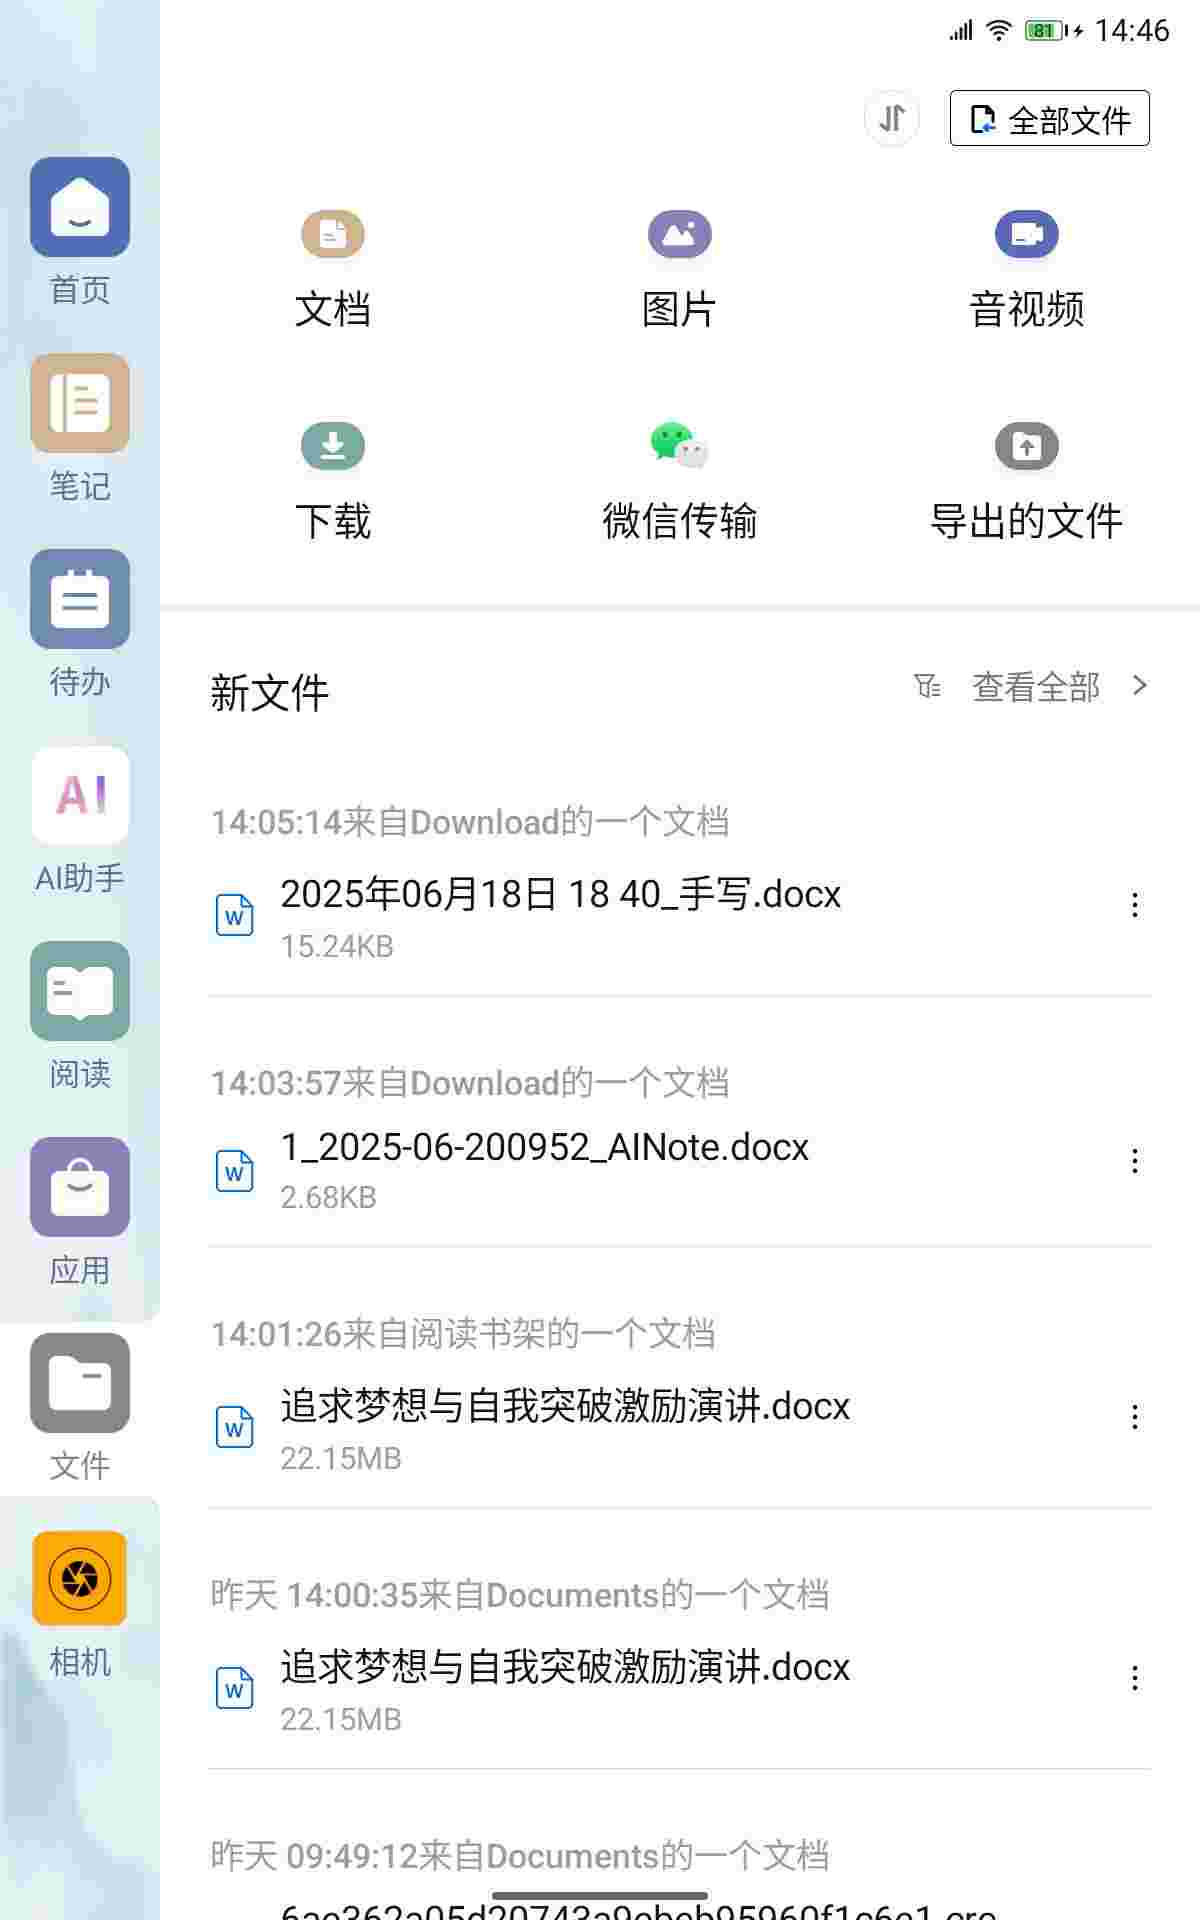 81 14:46
全部文件
首页
笔记
待办
AI
AI助手
阅读
应用
文件
相机
文档
图片
音视频
下载
微信传输
导出的文件
新文件
查看全部
14:05:14来自Download的一个文档
W
2025年06月18日 18 40_手写.docx
15.24KB
14:03:57来自Download的一个文档
W
1_2025-06-200952_AINote.docx
2.68KB
14:01:26来自阅读书架的一个文档
W
追求梦想与自我突破激励演讲.docx
22.15MB
昨天 14:00:35来自Documents的一个文档
W
追求梦想与自我突破激励演讲.docx
22.15MB
昨天 09:49:12来自Documents的一个文档